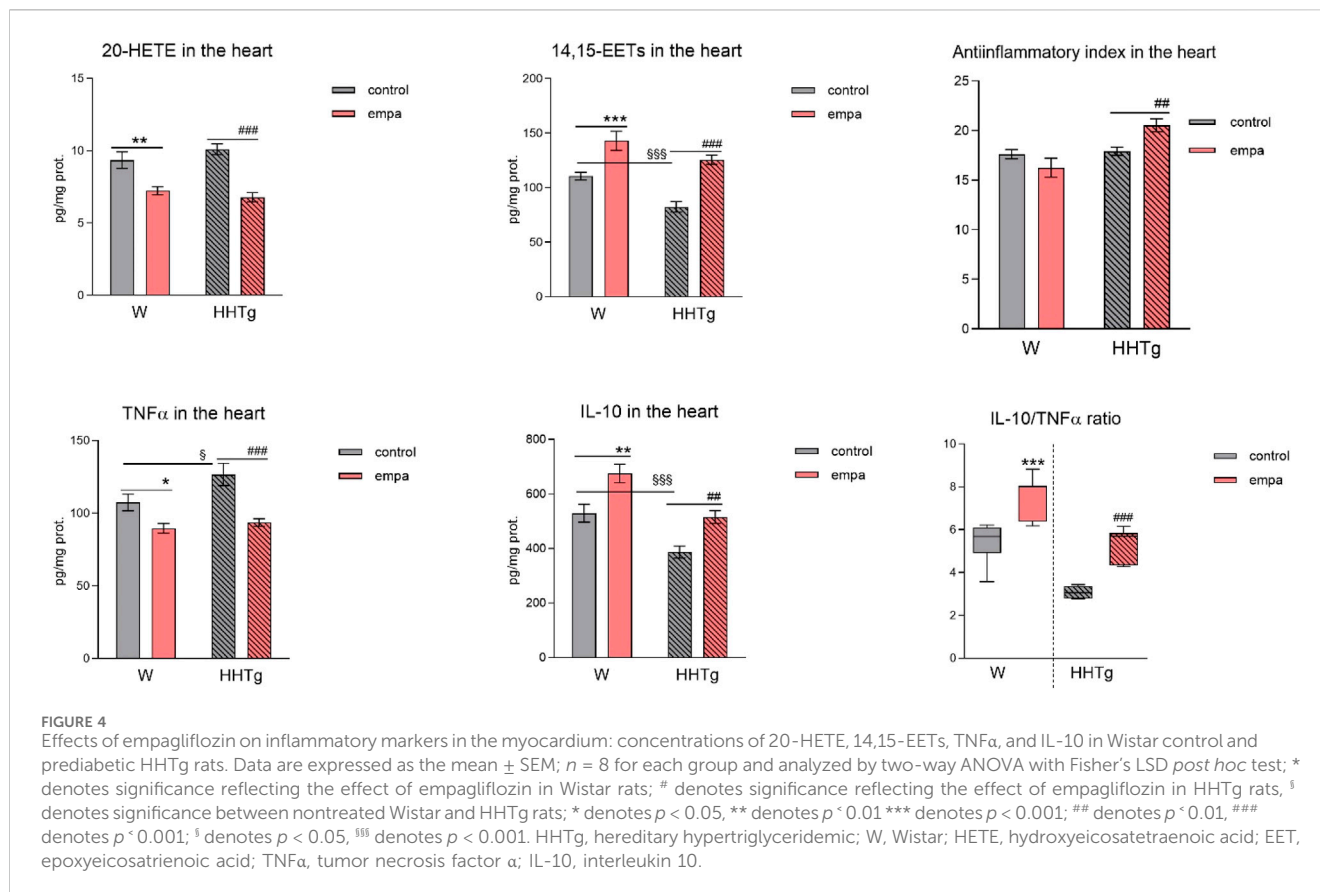 20-HETE in the heart
15
10
5
0
pg/mg prot.
**
###
W
HHTg
control
empa
14,15-EETs in the heart
200
150
100
50
0
pg/mg prot.
***
§§§
###
W
HHTg
control
empa
Antiinflammatory index in the heart
25
20
15
10
5
0
##
W
HHTg
control
empa
TNFα in the heart
150
100
50
0
pg/mg prot.
*
§
###
W
HHTg
control
empa
IL-10 in the heart
800
600
400
200
0
pg/mg prot.
**
§§§
##
W
HHTg
control
empa
IL-10/TNFα ratio
10
8
6
4
2
0
***
###
W
HHTg
control
empa
FIGURE 4
Effects of empagliflozin on inflammatory markers in the myocardium: concentrations of 20-HETE, 14,15-EETs, TNFα, and IL-10 in Wistar control and
prediabetic HHTg rats. Data are expressed as the mean ± SEM; n = 8 for each group and analyzed by two-way ANOVA with Fisher's LSD post hoc test; *
denotes significance reflecting the effect of empagliflozin in Wistar rats; # denotes significance reflecting the effect of empagliflozin in HHTg rats, §
denotes significance between nontreated Wistar and HHTg rats; * denotes p < 0.05, ** denotes p < 0.01 *** denotes p < 0.001; ## denotes p < 0.01, ###
denotes p < 0.001; § denotes p < 0.05, §§§ denotes p < 0.001. HHTg, hereditary hypertriglyceridemic; W, Wistar; HETE, hydroxyeicosatetraenoic acid; EET,
epoxyeicosatrienoic acid; TNFα, tumor necrosis factor α; IL-10, interleukin 10.